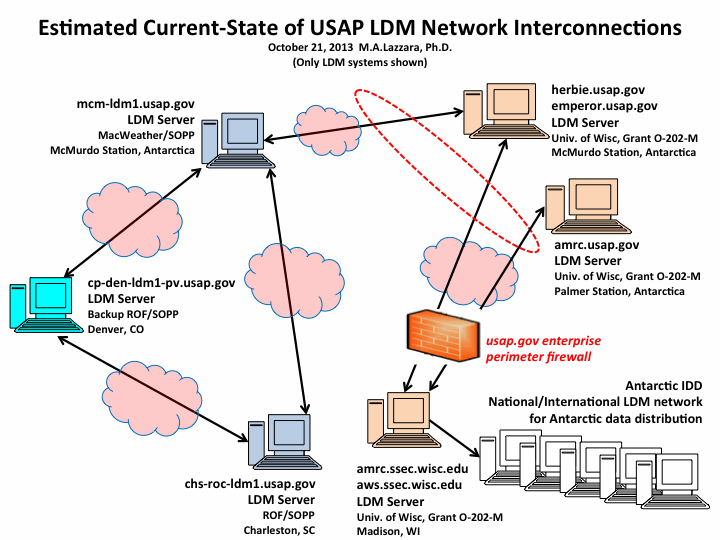 Estimated Current-State of USAP LDM Network Interconnections
October 21, 2013 M.A.Lazzara, Ph.D.
(Only LDM systems shown)
mcm-ldm1.usap.gov
LDM Server
MacWeather/SOPP
McMurdo Station, Antarctica
herbie.usap.gov
emperor.usap.gov
LDM Server
Univ. of Wisc, Grant O-202-M
McMurdo Station, Antarctica
amrc.usap.gov
LDM Server
Univ. of Wisc, Grant O-202-M
Palmer Station, Antarctica
cp-den-ldm1-pv.usap.gov
LDM Server
Backup ROF/SOPP
Denver, CO
usap.gov enterprise
perimeter firewall
Antarctic IDD
National/International LDM network
for Antarctic data distribution
chs-roc-ldm1.usap.gov
LDM Server
ROF/SOPP
Charleston, SC
amrc.ssec.wisc.edu
aws.ssec.wisc.edu
LDM Server
Univ. of Wisc, Grant O-202-M
Madison, WI